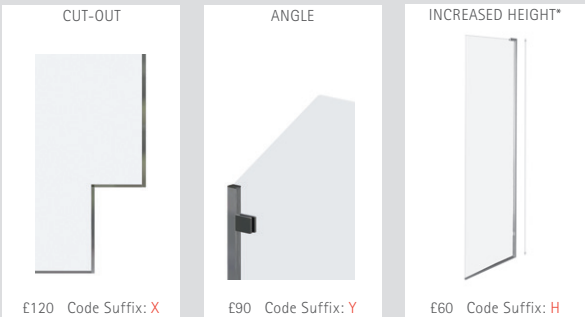 CUT-OUT
£120 Code Suffix: X
ANGLE
£90 Code Suffix: Y
INCREASED HEIGHT*
£60 Code Suffix: H